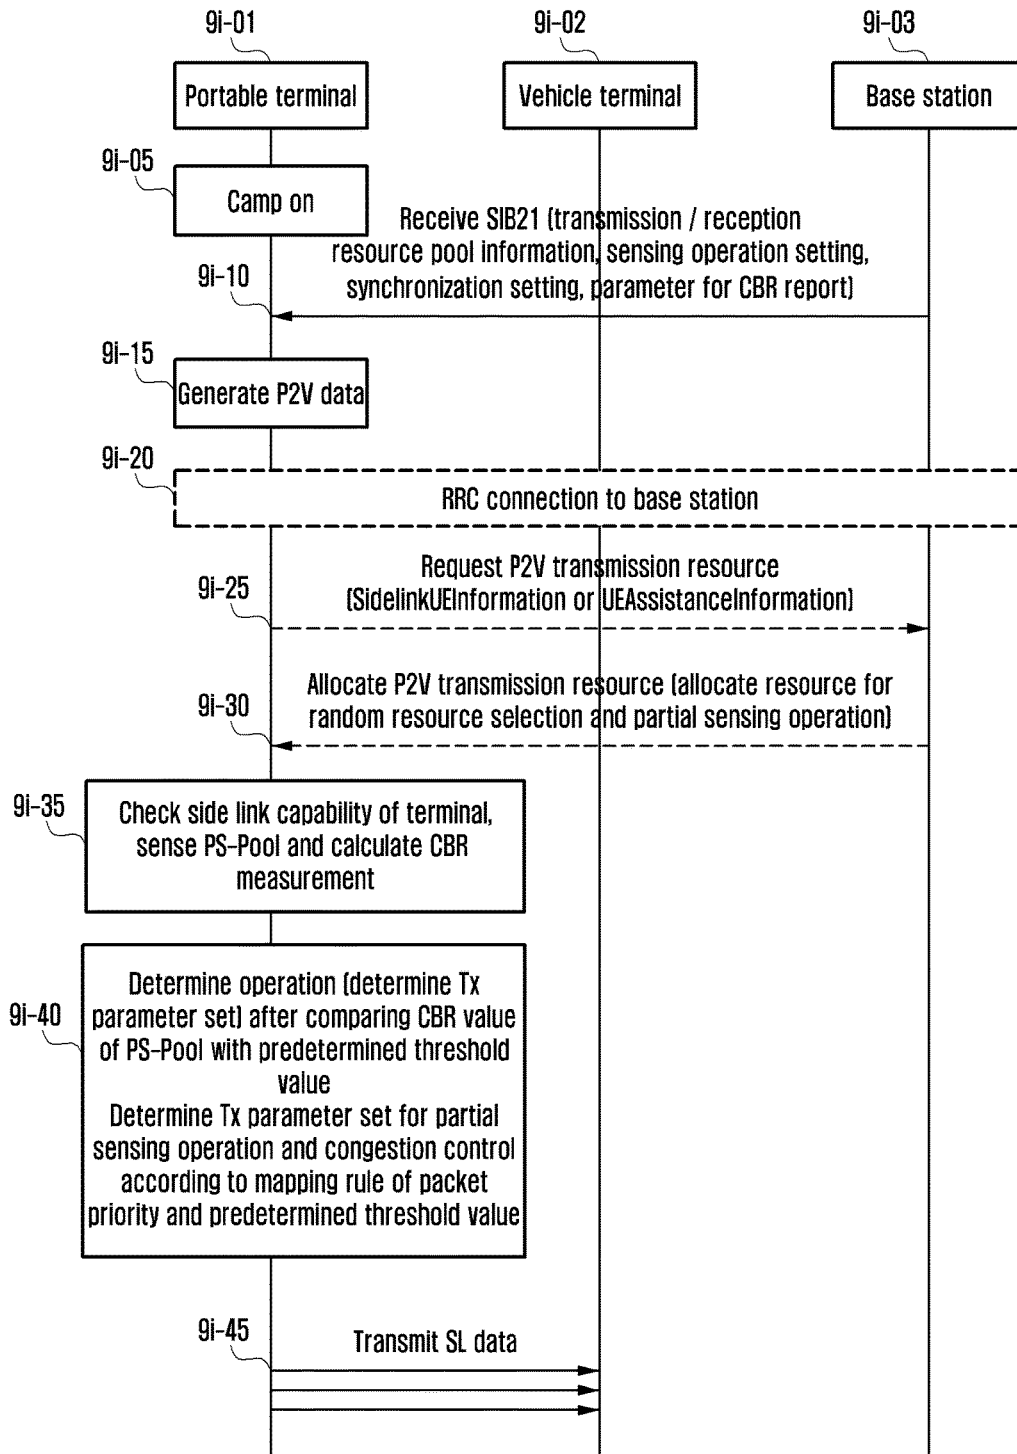 9i-01
9i-02
9i-03
Portable terminal
Vehicle terminal
Base station
9i-05
Camp on
Receive SIB21 (transmission / reception
resource pool information, sensing operation setting,
synchronization setting, parameter for CBR report)
9i-10
9i-15
Generate P2V data
9i-20
RRC connection to base station
Request P2V transmission resource
(SidelinkUEInformation or UEAssistanceInformation)
9i-25
Allocate P2V transmission resource (allocate resource for
random resource selection and partial sensing operation)
9i-30
9i-35
Check side link capability of terminal,
sense PS-Pool and calculate CBR
measurement
9i-40
Determine operation (determine Tx
parameter set) after comparing CBR value
of PS-Pool with predetermined threshold
value
Determine Tx parameter set for partial
sensing operation and congestion control
according to mapping rule of packet
priority and predetermined threshold value
9i-45
Transmit SL data